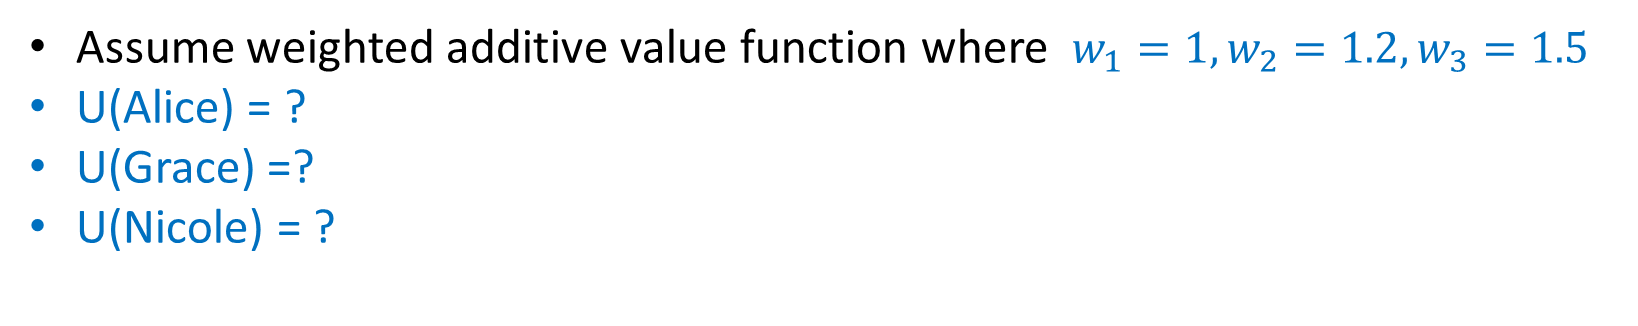 • Assume weighted additive value function where w₁ = 1, w₂ = 1.2, w₃ = 1.5
• U(Alice) = ?
• U(Grace) =?
• U(Nicole) = ?